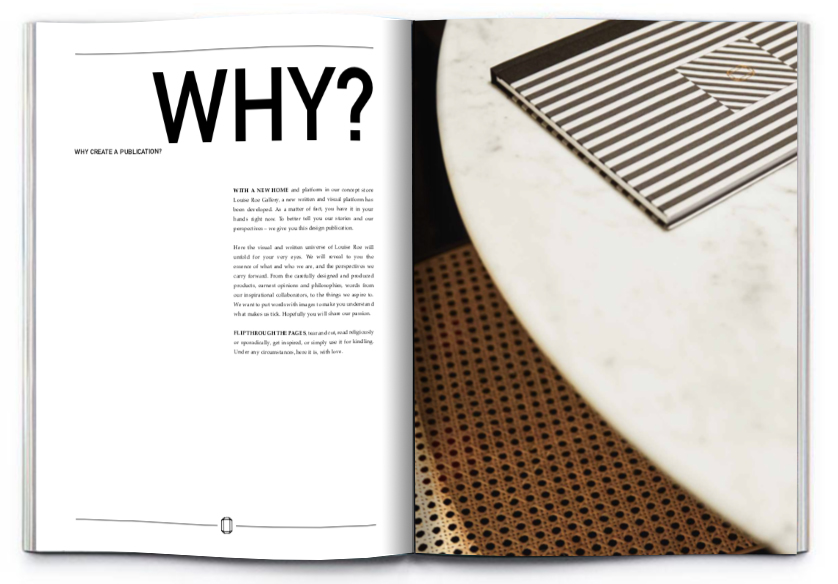 WHY?
WHY CREATE A PUBLICATION?
WITH A NEW HOME and platform in our concept store
Louise Roe Gallery, a new written and visual platform has
been developed. As a matter of fact, you have it in your
hands right now. To better tell you our stories and our
perspectives – we give you this design publication.
Here the visual and written universe of Louise Roe will
unfold for your very eyes. We will reveal to you the
essence of what and who we are, and the perspectives we
carry forward. From the carefully designed and produced
products, earnest opinions and philosophies, words from
our inspirational collaborators, to the things we aspire to.
We want to put words with images to make you understand
what makes us tick. Hopefully you will share our passion.
FLIP THROUGH THE PAGES, tear and cut, read religiously
or sporadically, get inspired, or simply use it for kindling.
Under any circumstances, here it is, with love.